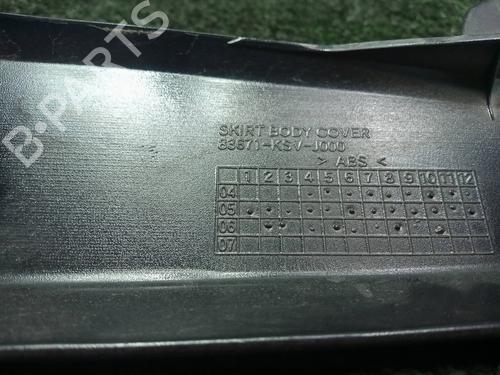 B-PARTS
SKIRT BODY COVER
83671-KSV-J000
> ABS <
1 2 3 4 5 6 7 8 9 10 11 12
04
05
06
07